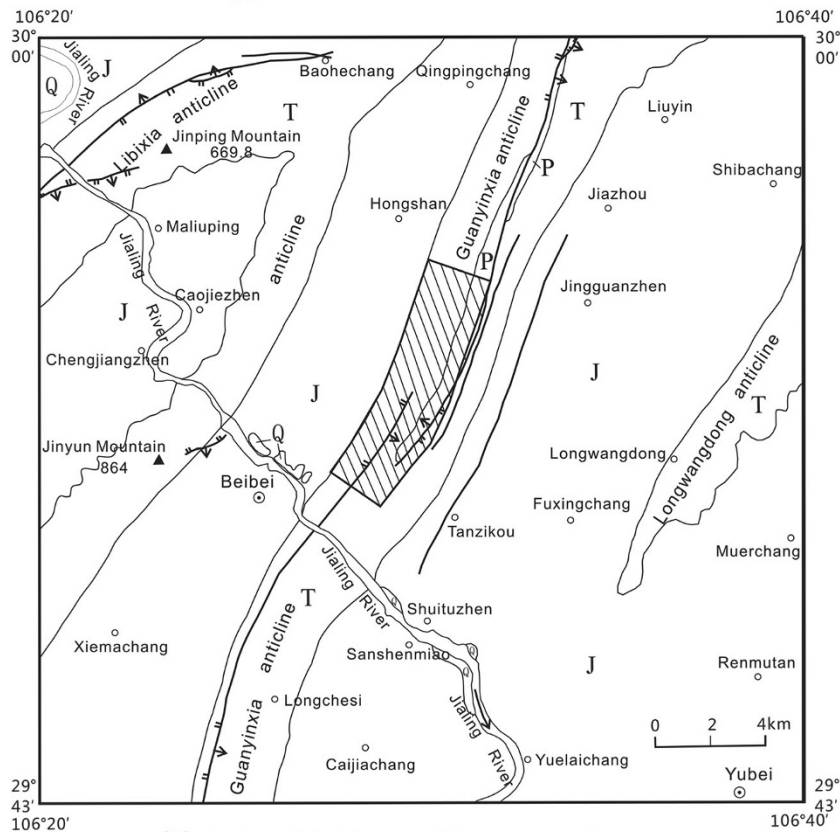 106°20′
106°40′
30°
00′
30°
00′
Jialing
River
J
Q
Baohechang
Qingpingchang
T
Libixia anticline
Jinping Mountain
669.8
Guanyinxia anticline
T
Liuyin
P
Shibachang
Jiazhou
Hongshan
Maliuping
anticline
Jialing
River
P
Caojiezhen
Jingguanzhen
J
Chengjiangzhen
J
J
Longwangdong anticline
T
Q
Jinyun Mountain
864
Beibei
Longwangdong
Fuxingchang
Tanzikou
Muerchang
Jialing
River
T
Q
Shuituzhen
Guanyinxia anticline
Xiemachang
Sanshenmiao
Q
Q
J
Renmutan
Longchesi
Jialing
River
0 2 4km
Caijiachang
Yuelaichang
Yubei
29°
43′
29°
43′
106°20′
106°40′